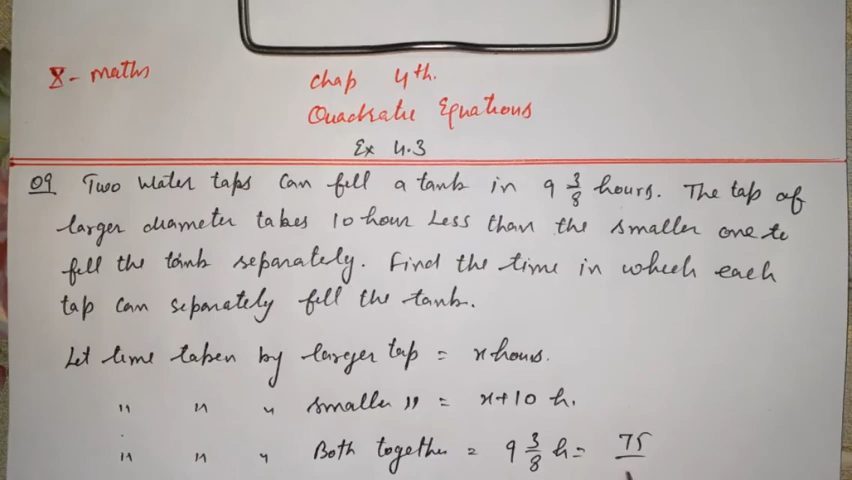 X - maths
Chap 4th.
Quadratic Equations
Ex 4.3
Q9 Two water taps can fill a tank in 9 3/8 hours. The tap of
larger diameter takes 10 hour Less than the smaller one to
fill the tank separately. Find the time in which each
tap can separately fill the tank.
Let time taken by larger tap = x hours.
" " " smaller " = x+10 h.
" " " Both together = 9 3/8 h = 75